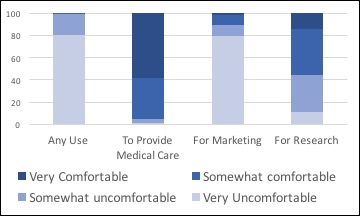 100
80
60
40
20
0
Any Use To Provide Medical Care For Marketing For Research
Very Comfortable Somewhat comfortable
Somewhat uncomfortable Very Uncomfortable